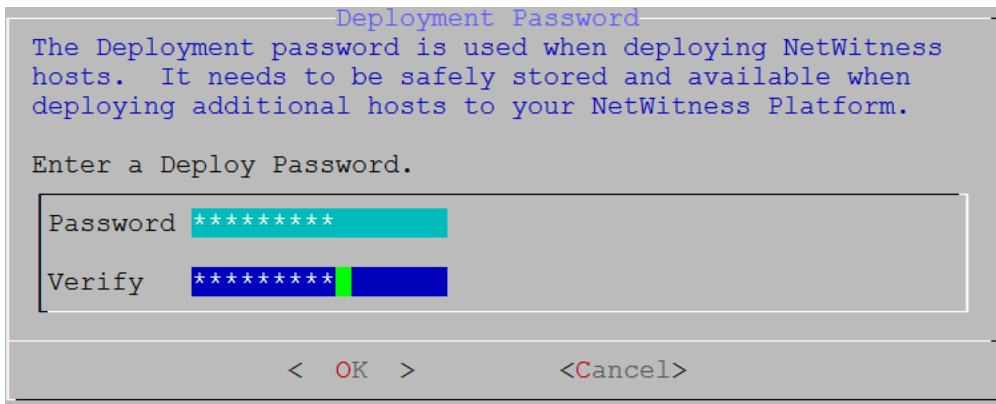 Deployment Password
The Deployment password is used when deploying NetWitness
hosts.  It needs to be safely stored and available when
deploying additional hosts to your NetWitness Platform.
Enter a Deploy Password.
Password *********
Verify *********
<  OK  > <Cancel>